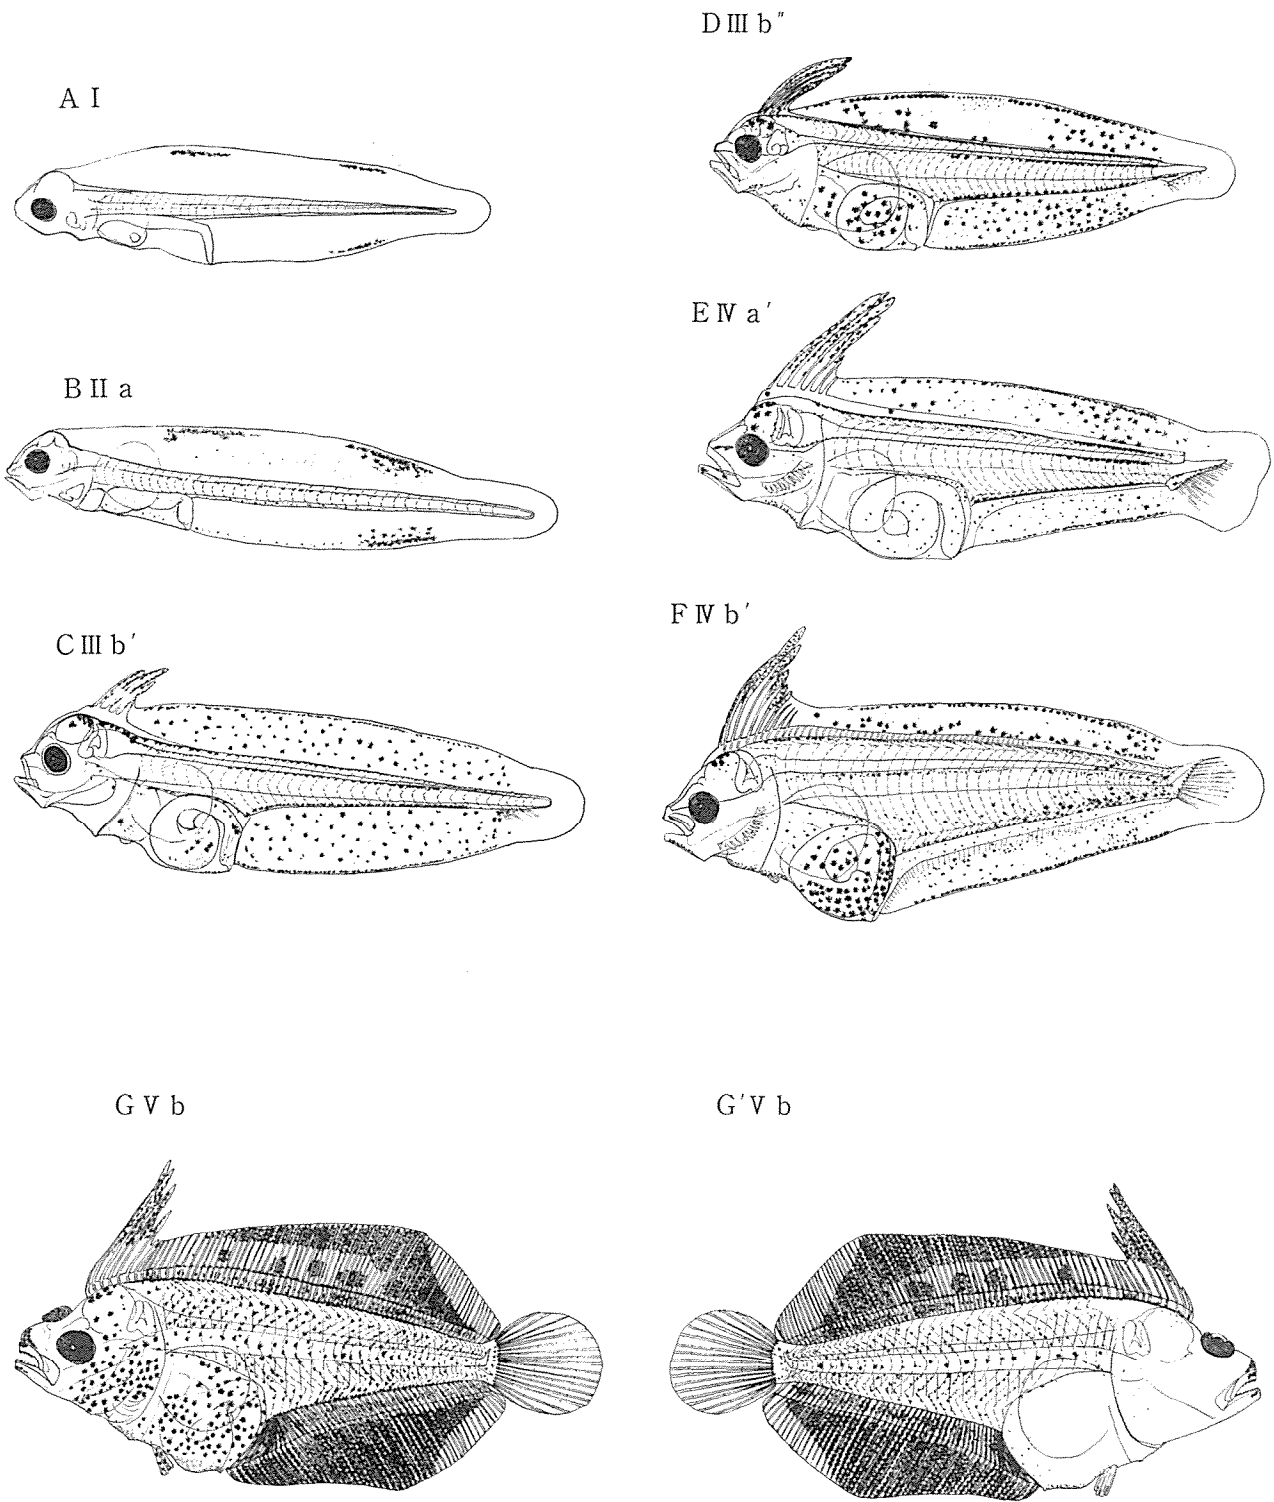 A I
B II a
C III b′
D III b″
E IV a′
F IV b′
G V b
G′ V b